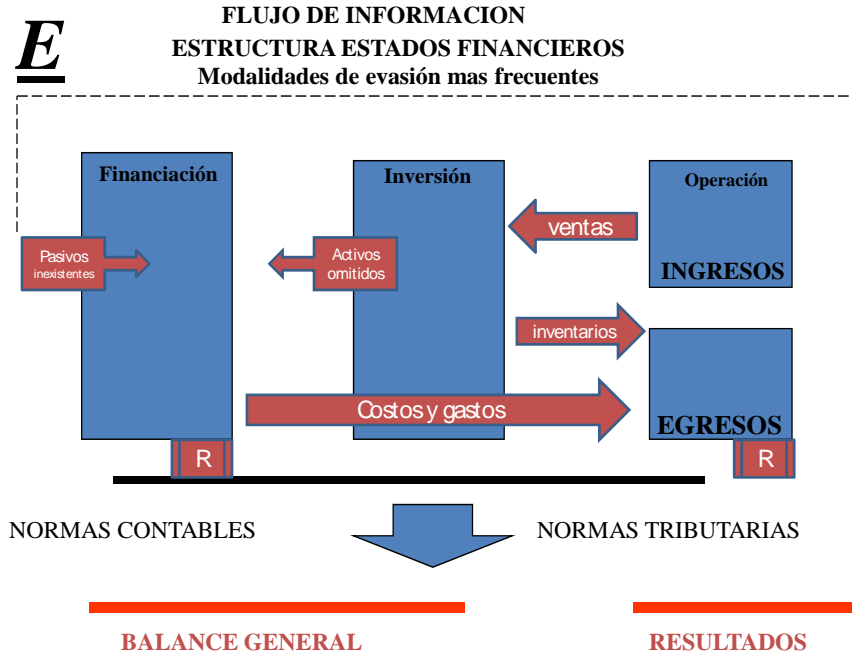 E
FLUJO DE INFORMACION
ESTRUCTURA ESTADOS FINANCIEROS
Modalidades de evasión mas frecuentes
Financiación
Inversión
Operación
ventas
Pasivos
inexistentes
Activos
omitidos
INGRESOS
inventarios
Costos y gastos
EGRESOS
R
R
NORMAS CONTABLES
NORMAS TRIBUTARIAS
BALANCE GENERAL
RESULTADOS